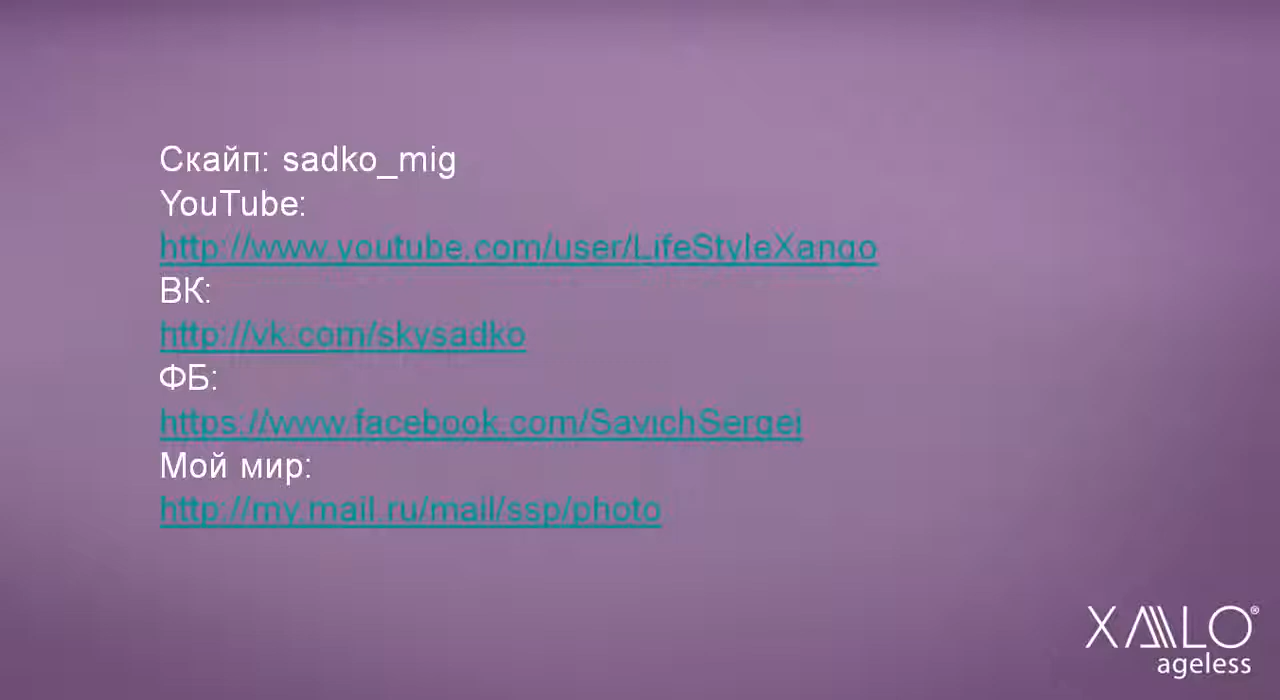 Скайп: sadko_mig
YouTube:
http://www.youtube.com/user/LifeStyleXango
ВК:
http://vk.com/skysadko
ФБ:
https://www.facebook.com/SavichSergei
Мой мир:
http://my.mail.ru/mail/ssp/photo
XALO®
ageless